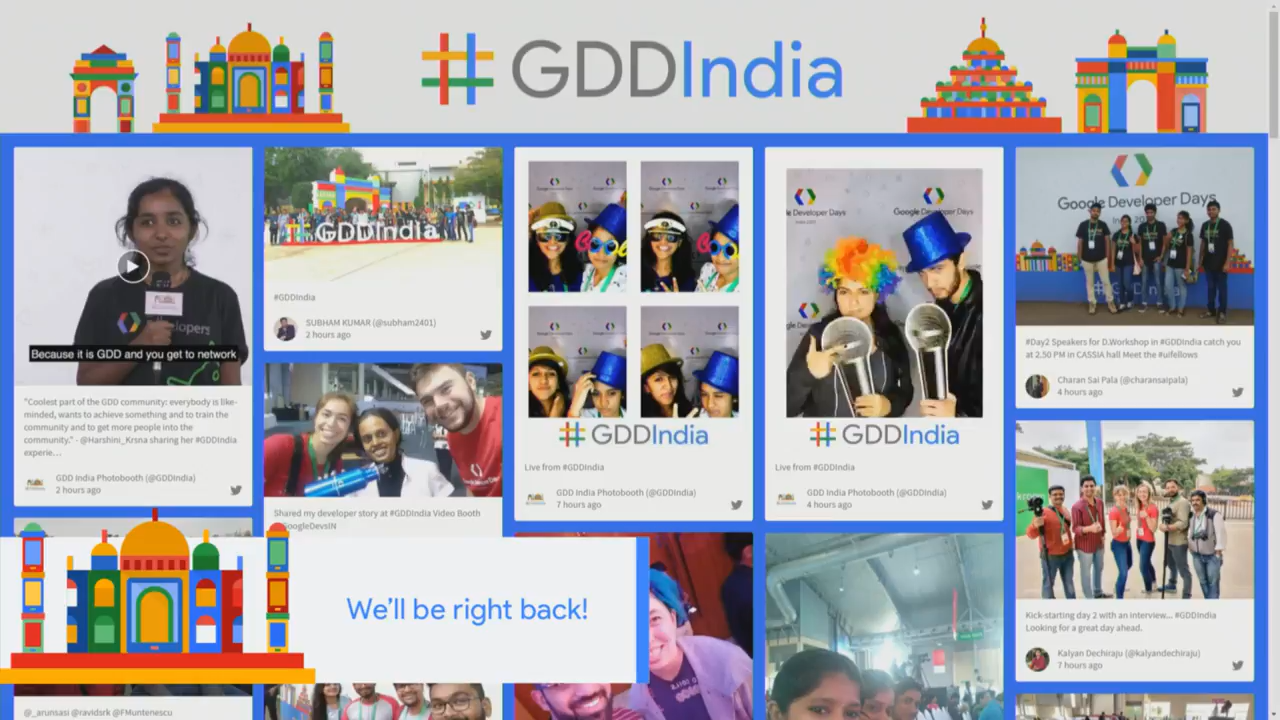 #GDDIndia
Because it is GDD and you get to network
"Coolest part of the GDD community: everybody is like-
minded, wants to achieve something and to train the
community and to get more people into the
community." - @Harshini_Krsna sharing her #GDDIndia
experie…
GDD India Photobooth (@GDDIndia)
2 hours ago
@_arunsasi @ravidsrk @FMuntenescu
#GDDIndia
#GDDIndia
SUBHAM KUMAR (@subham2401)
2 hours ago
Shared my developer story at #GDDIndia Video Booth
GoogleDevsIN
#GDDIndia
Live from #GDDIndia
GDD India Photobooth (@GDDIndia)
7 hours ago
Google Developer Days
#GDDIndia
Live from #GDDIndia
GDD India Photobooth (@GDDIndia)
4 hours ago
Google Developer Days
#GDDIndia
#Day2 Speakers for D.Workshop in #GDDIndia catch you
at 2.50 PM in CASSIA hall Meet the #uifellows
Charan Sai Pala (@charansaipala)
4 hours ago
Kick-starting day 2 with an interview... #GDDIndia
Looking for a great day ahead.
Kalyan Dechiraju (@kalyandechiraju)
7 hours ago
We'll be right back!